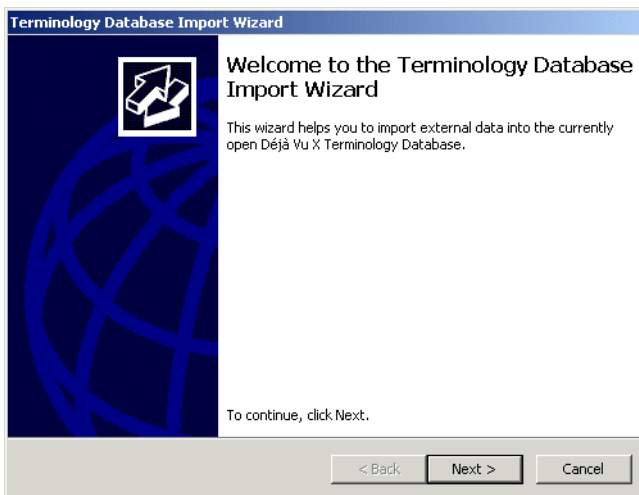 Terminology Database Import Wizard
Welcome to the Terminology Database
Import Wizard
This wizard helps you to import external data into the currently
open Déjà Vu X Terminology Database.
To continue, click Next.
< Back
Next >
Cancel